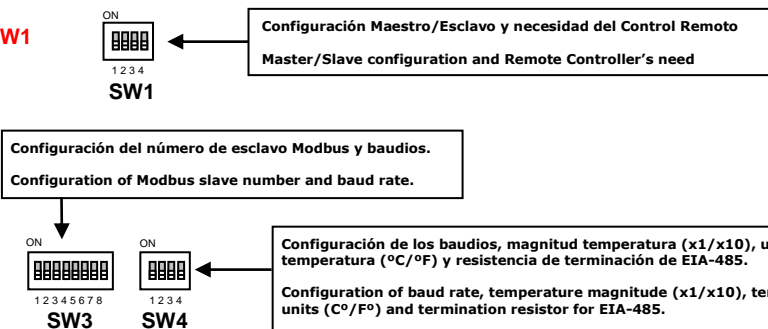 ON
W1
Configuración Maestro/Esclavo y necesidad del Control Remoto
Master/Slave configuration and Remote Controller's need
1 2 3 4
SW1
Configuración del número de esclavo Modbus y baudios.
Configuration of Modbus slave number and baud rate.
ON
ON
Configuración de los baudios, magnitud temperatura (x1/x10), u
temperatura (ºC/ºF) y resistencia de terminación de EIA-485.
Configuration of baud rate, temperature magnitude (x1/x10), te
units (Cº/Fº) and termination resistor for EIA-485.
1 2 3 4 5 6 7 8
1 2 3 4
SW3
SW4